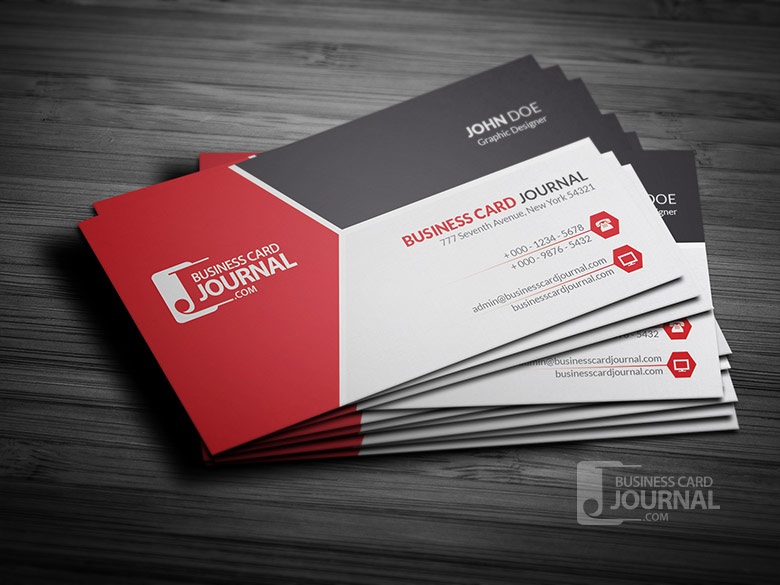 JOHN DOE
Graphic Designer
BUSINESS CARD JOURNAL
777 Seventh Avenue, New York 54321
+ 000 - 1234 - 5678
+ 000 - 9876 - 5432
admin@businesscardjournal.com
businesscardjournal.com
BUSINESS CARD
JOURNAL
.COM
DOE
signer
- 5432
admin@businesscardjournal.com
businesscardjournal.com
BUSINESS CARD
JOURNAL
.COM